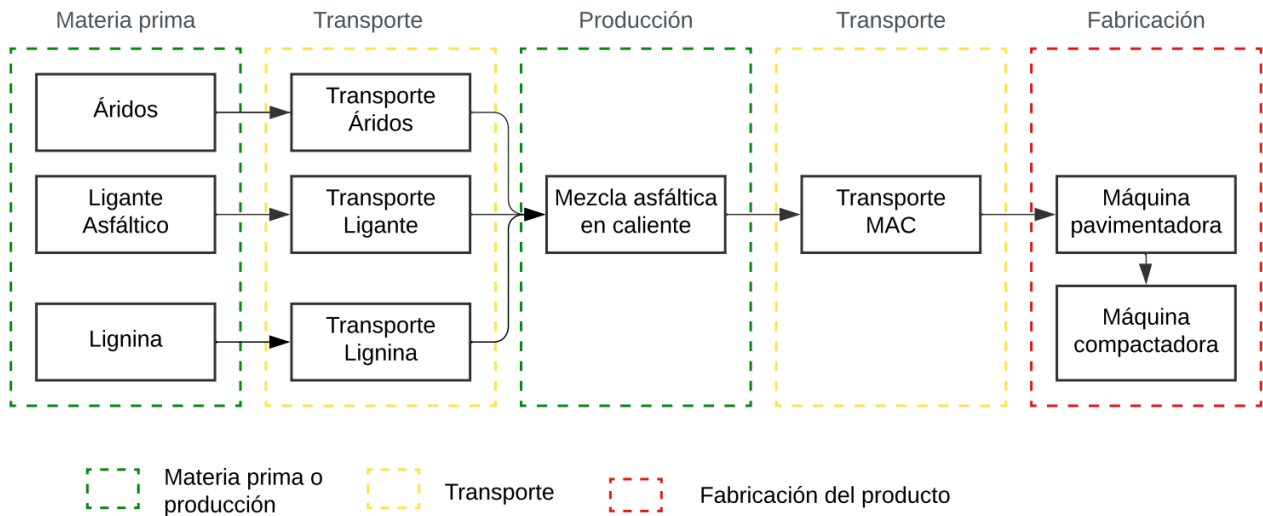 Materia prima
Transporte
Producción
Transporte
Fabricación
Áridos
Transporte
Áridos
Ligante
Asfáltico
Transporte
Ligante
Mezcla asfáltica
en caliente
Transporte
MAC
Máquina
pavimentadora
Lignina
Transporte
Lignina
Máquina
compactadora
Materia prima o
producción
Transporte
Fabricación del producto